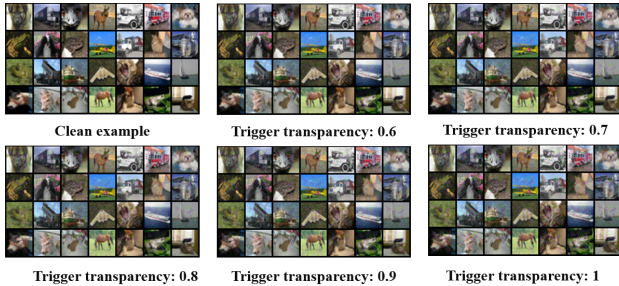 Clean example
Trigger transparency: 0.6
Trigger transparency: 0.7
Trigger transparency: 0.8
Trigger transparency: 0.9
Trigger transparency: 1